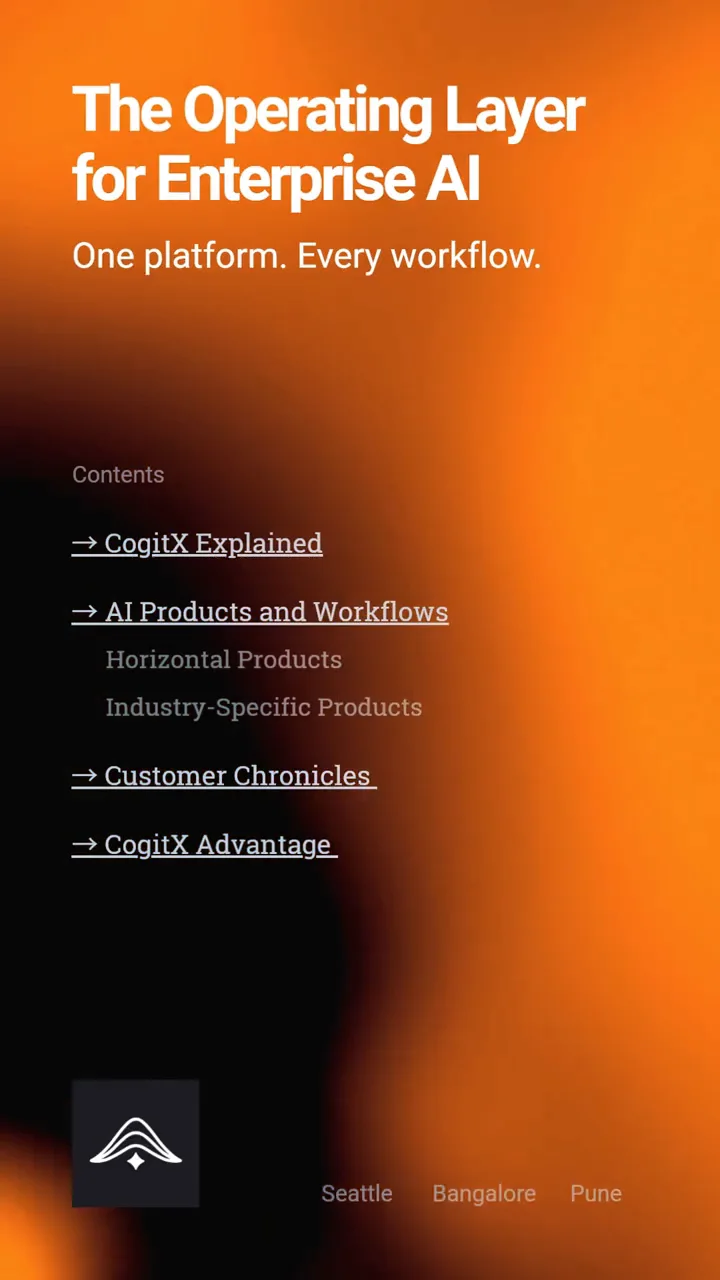 The Operating Layer
for Enterprise AI
One platform. Every workflow.
Contents
→ CogitX Explained
→ AI Products and Workflows
Horizontal Products
Industry-Specific Products
→ Customer Chronicles
→ CogitX Advantage
Seattle Bangalore Pune